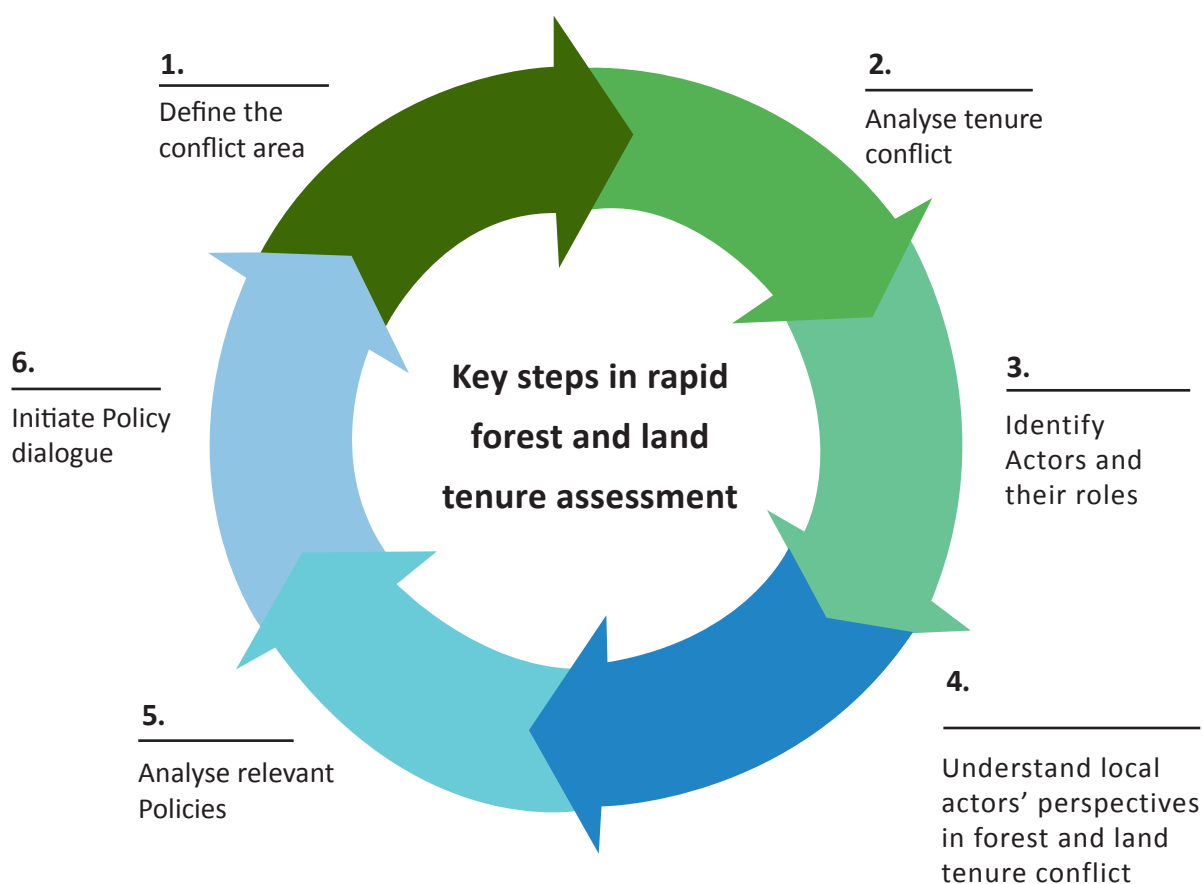 1.
Define the
conflict area
2.
Analyse tenure
conflict
3.
Identify
Actors and
their roles
4.
Understand local
actors’ perspectives
in forest and land
tenure conflict
5.
Analyse relevant
Policies
6.
Initiate Policy
dialogue
Key steps in rapid
forest and land
tenure assessment